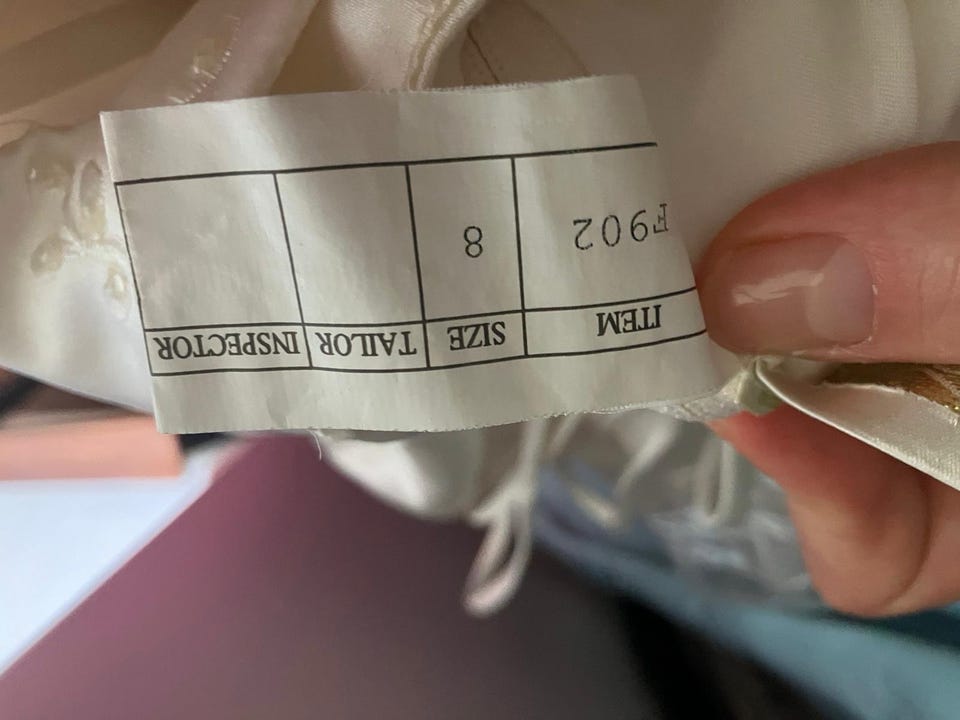 ITEM SIZE TAILOR INSPECTOR
F902 8